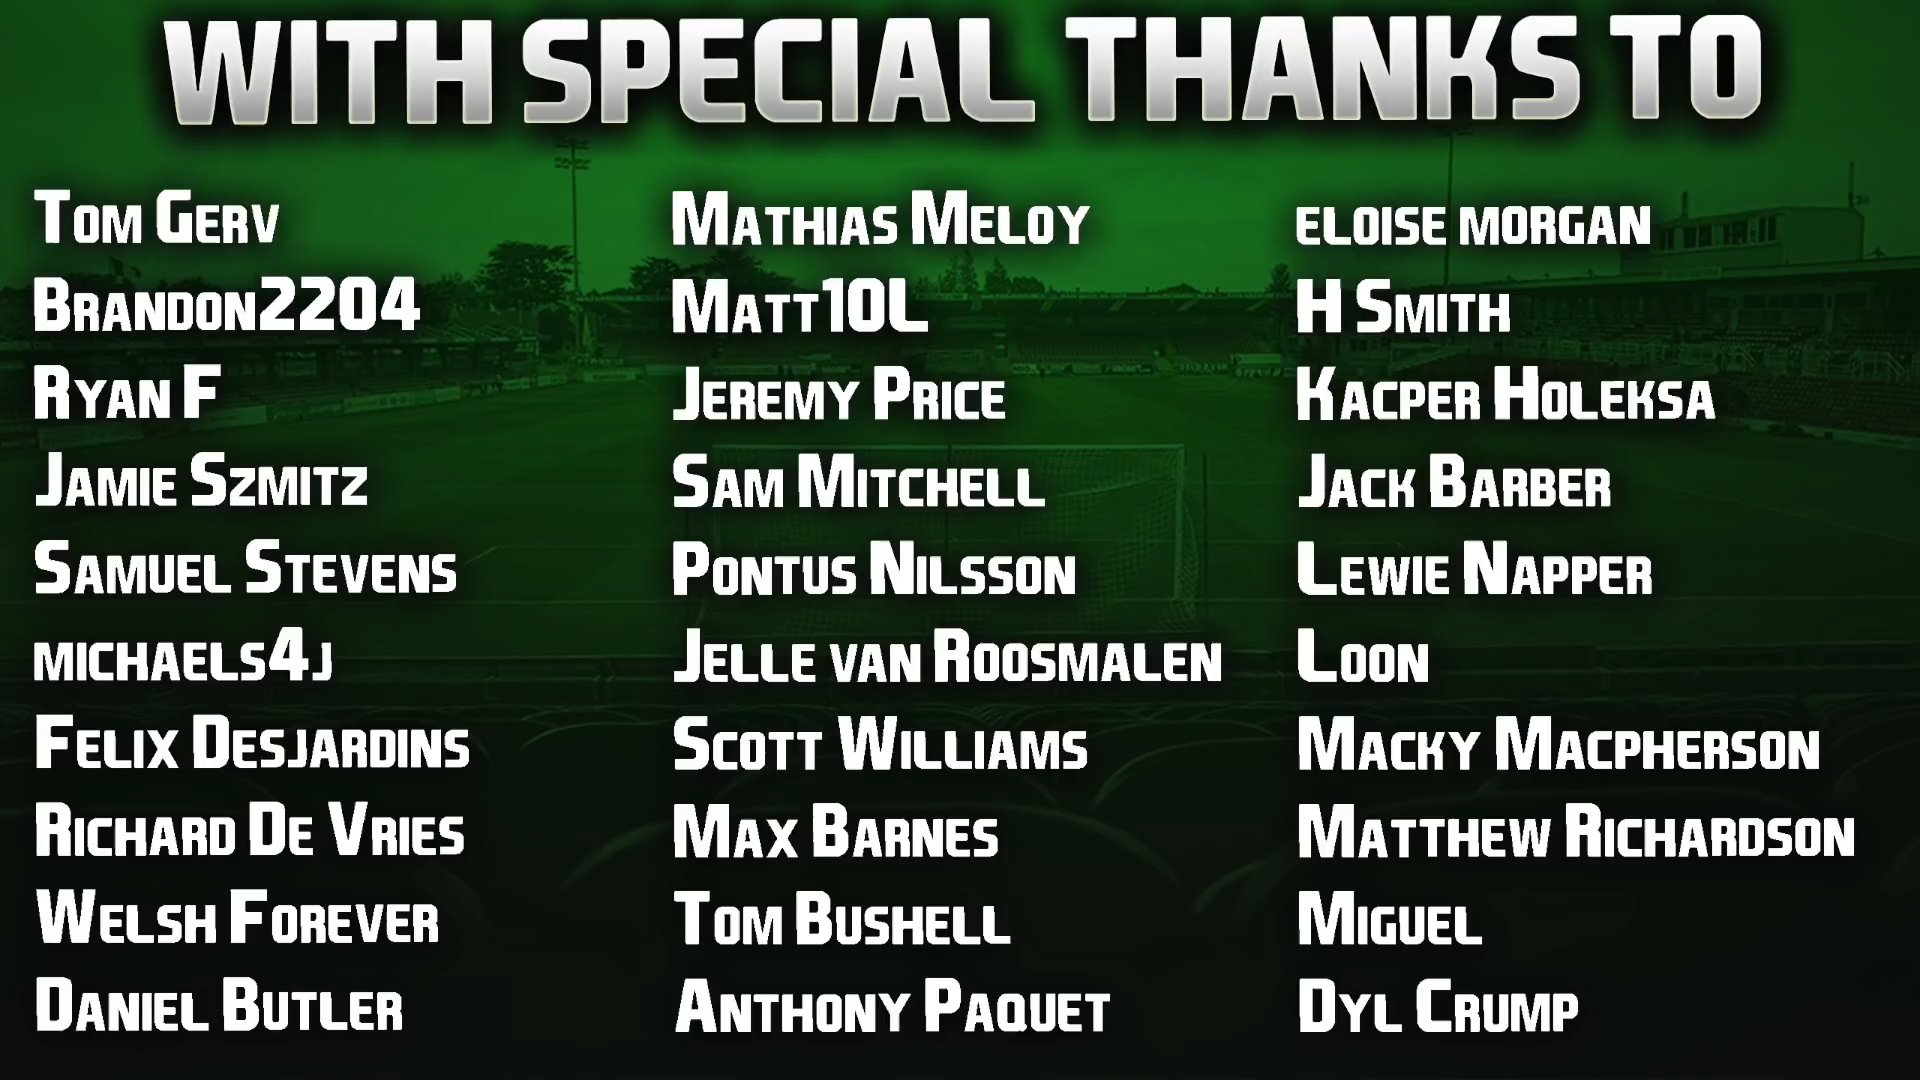 WITH SPECIAL THANKS TO
Tom Gerv
Brandon2204
Ryan F
Jamie Szmitz
Samuel Stevens
michaels4j
Felix Desjardins
Richard De Vries
Welsh Forever
Daniel Butler
Mathias Meloy
Matt10L
Jeremy Price
Sam Mitchell
Pontus Nilsson
Jelle van Roosmalen
Scott Williams
Max Barnes
Tom Bushell
Anthony Paquet
eloise morgan
H Smith
Kacper Holeksa
Jack Barber
Lewie Napper
Loon
Macky Macpherson
Matthew Richardson
Miguel
Dyl Crump